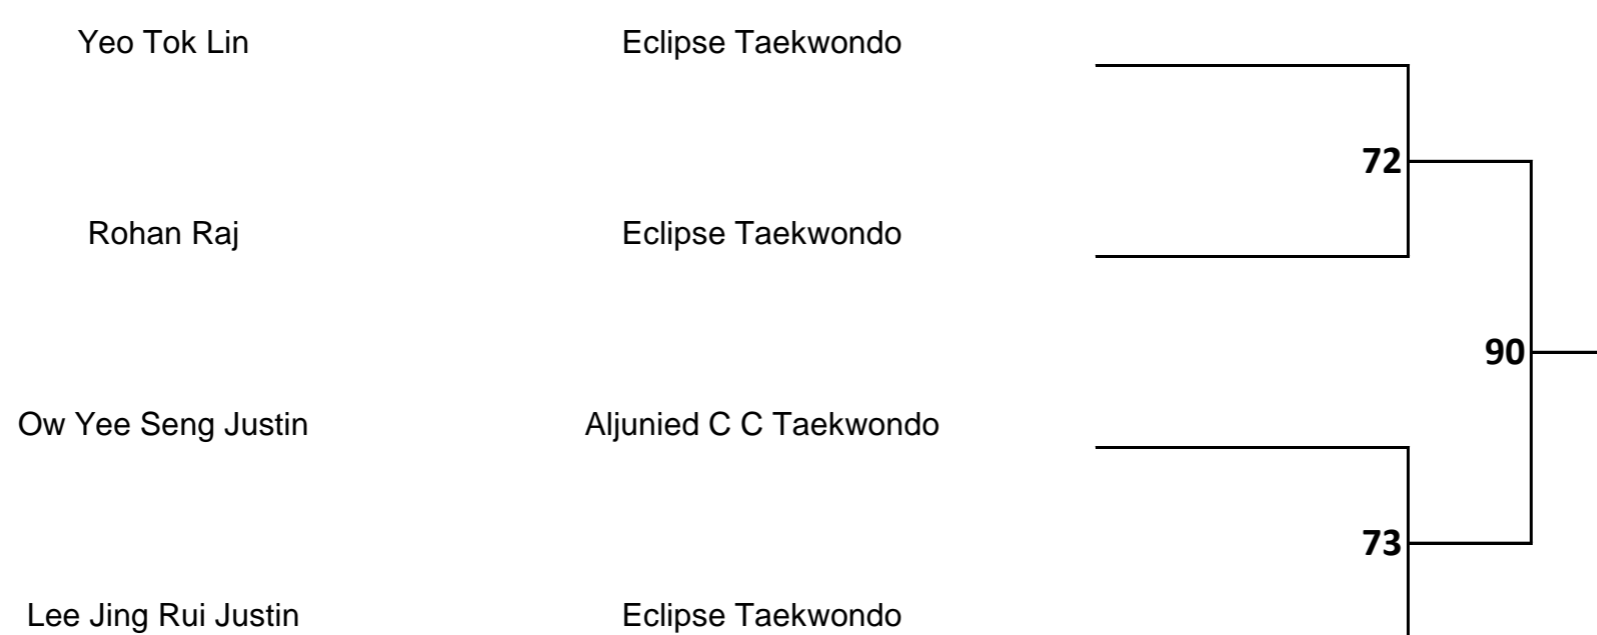 Yeo Tok Lin Eclipse Taekwondo
72
Rohan Raj Eclipse Taekwondo
90
Ow Yee Seng Justin Aljunied C C Taekwondo
73
Lee Jing Rui Justin Eclipse Taekwondo